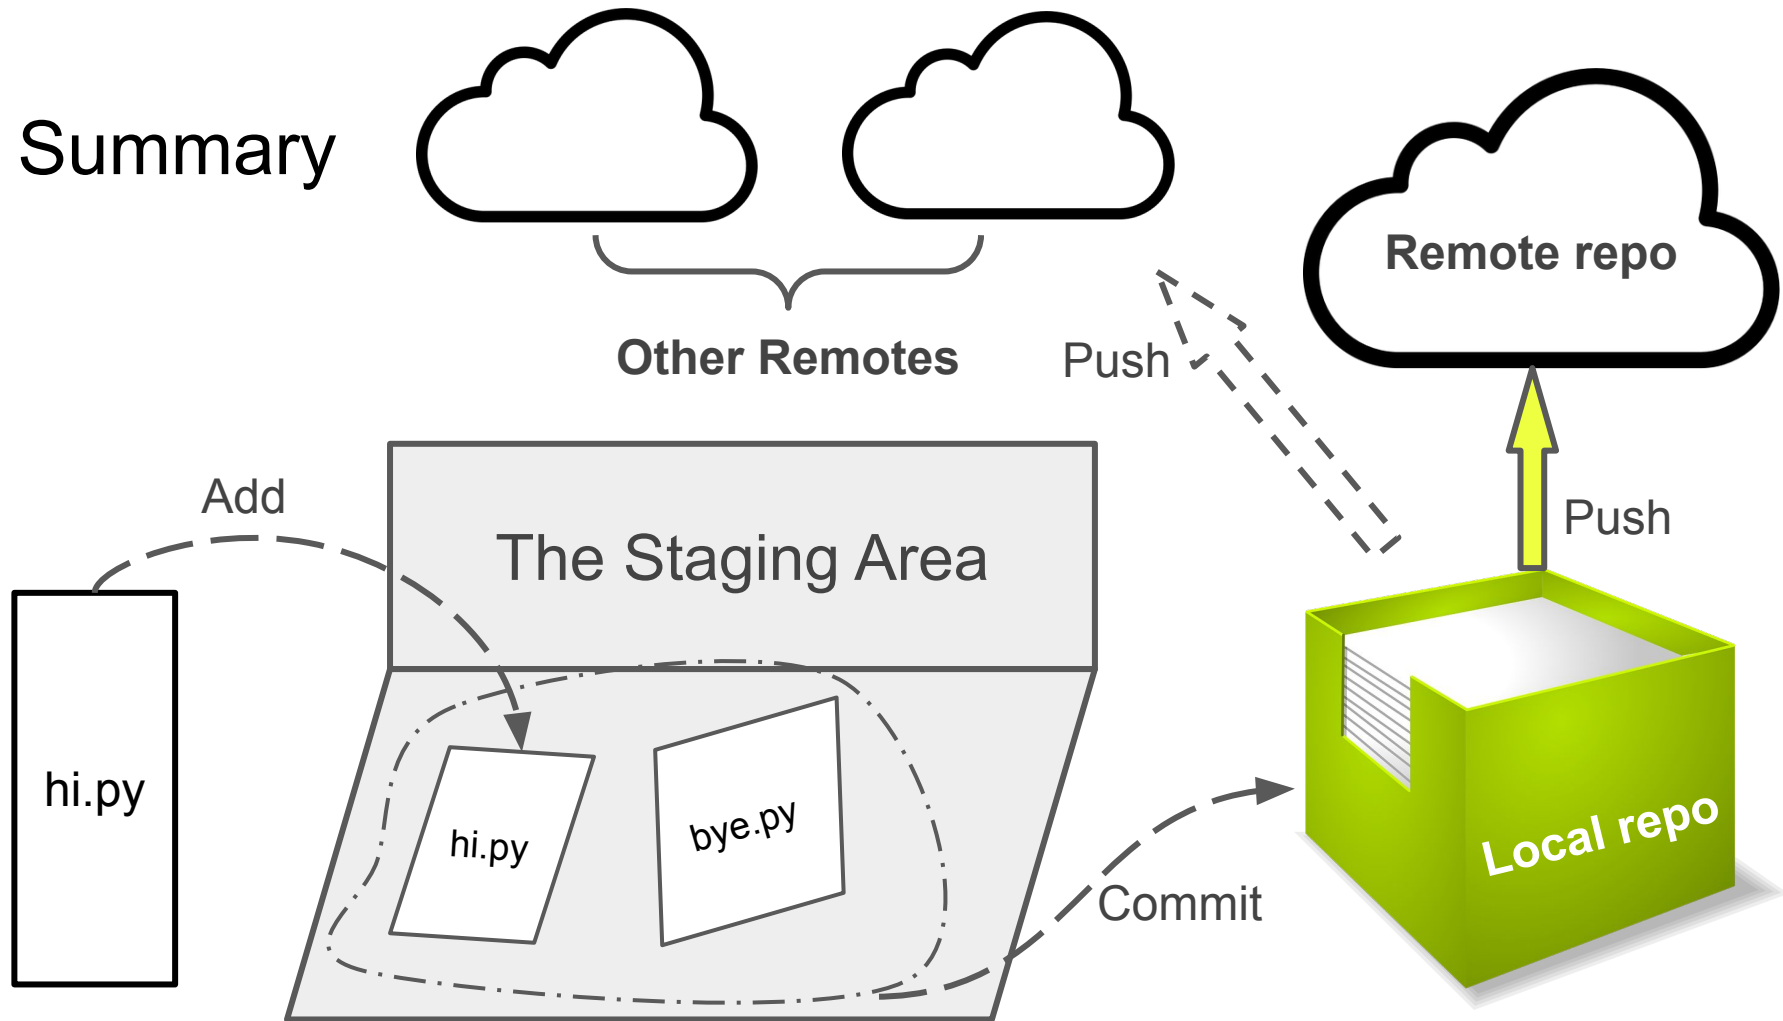 Summary
Remote repo
Other Remotes
Push
Add
The Staging Area
Push
hi.py
hi.py
bye.py
Local repo
Commit